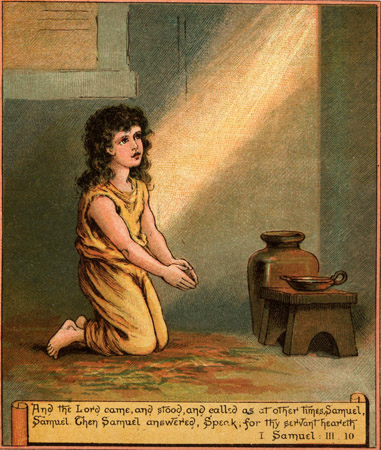 And the Lord came, and stood, and called as at other times, Samuel,
Samuel. Then Samuel answered, Speak; for thy servant heareth
I Samuel: III. 10